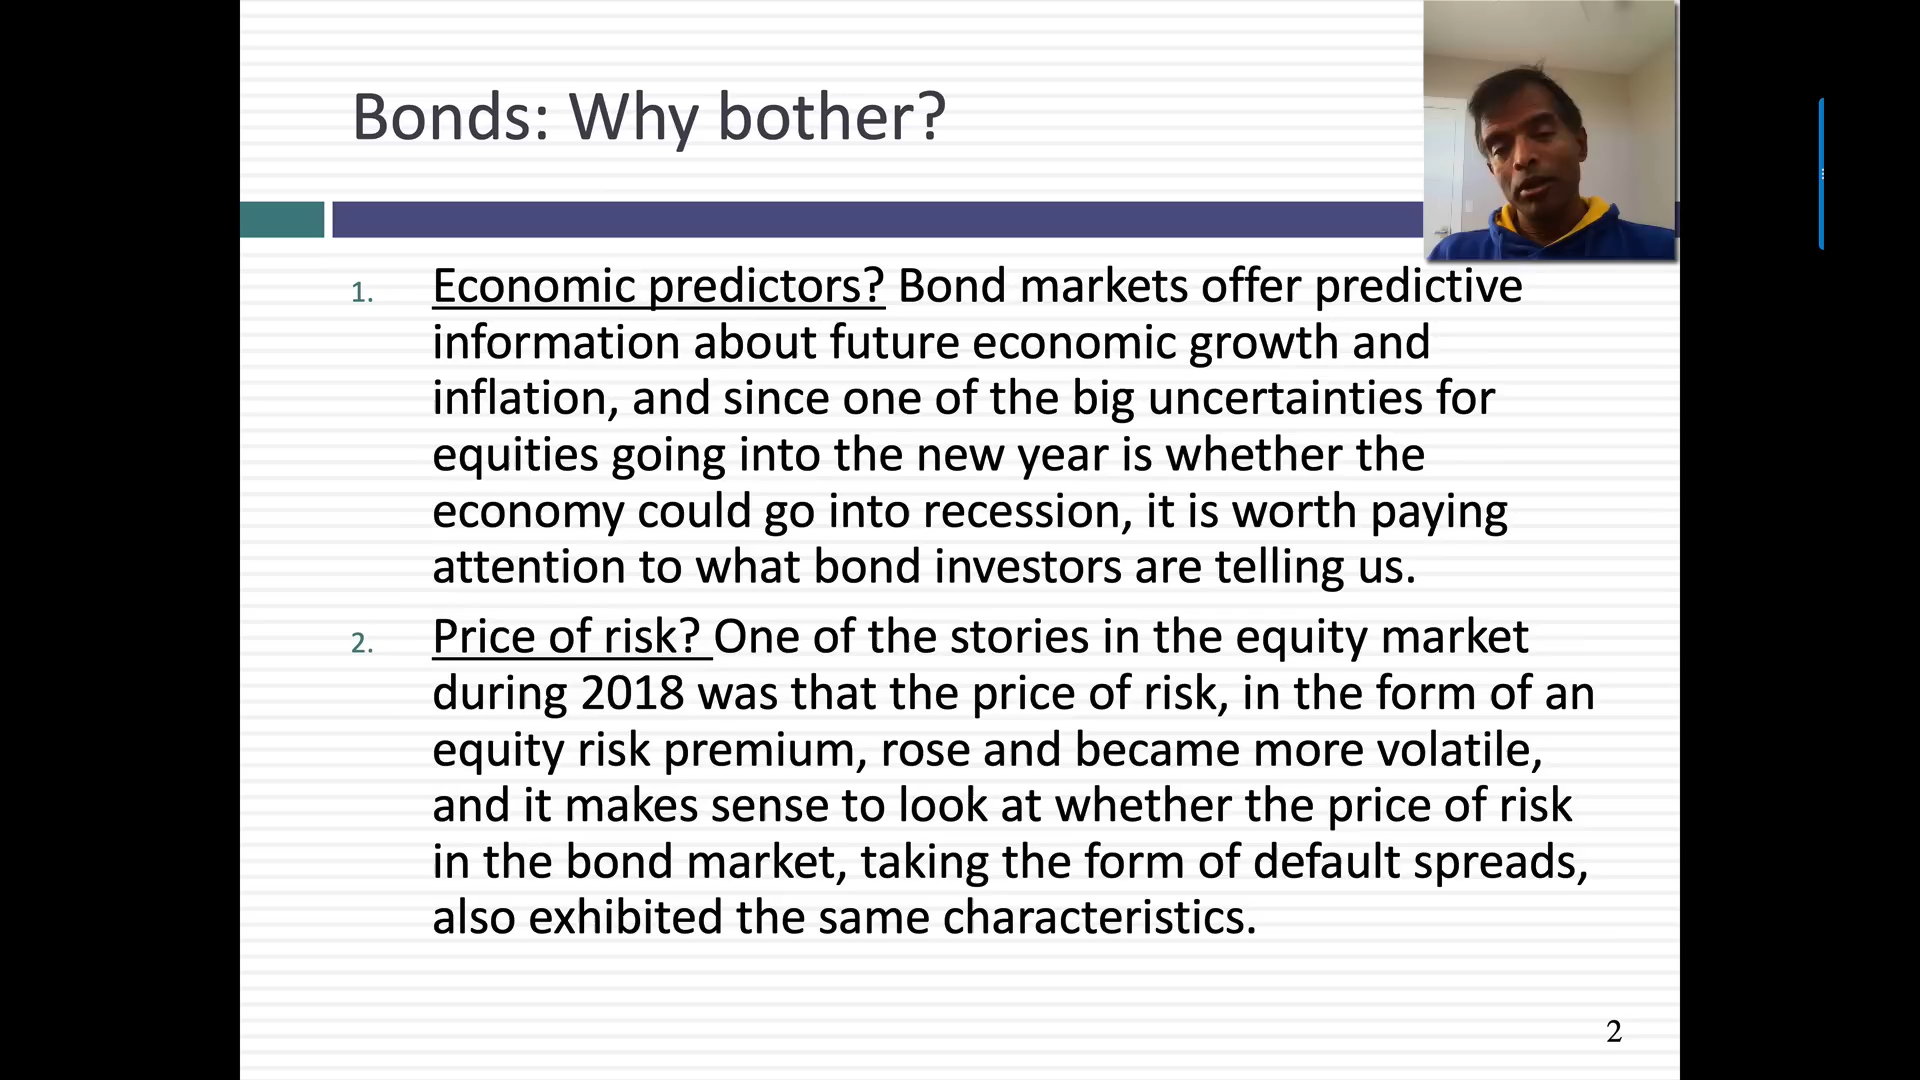 Bonds: Why bother?
1. Economic predictors? Bond markets offer predictive
information about future economic growth and
inflation, and since one of the big uncertainties for
equities going into the new year is whether the
economy could go into recession, it is worth paying
attention to what bond investors are telling us.
2. Price of risk? One of the stories in the equity market
during 2018 was that the price of risk, in the form of an
equity risk premium, rose and became more volatile,
and it makes sense to look at whether the price of risk
in the bond market, taking the form of default spreads,
also exhibited the same characteristics.
2